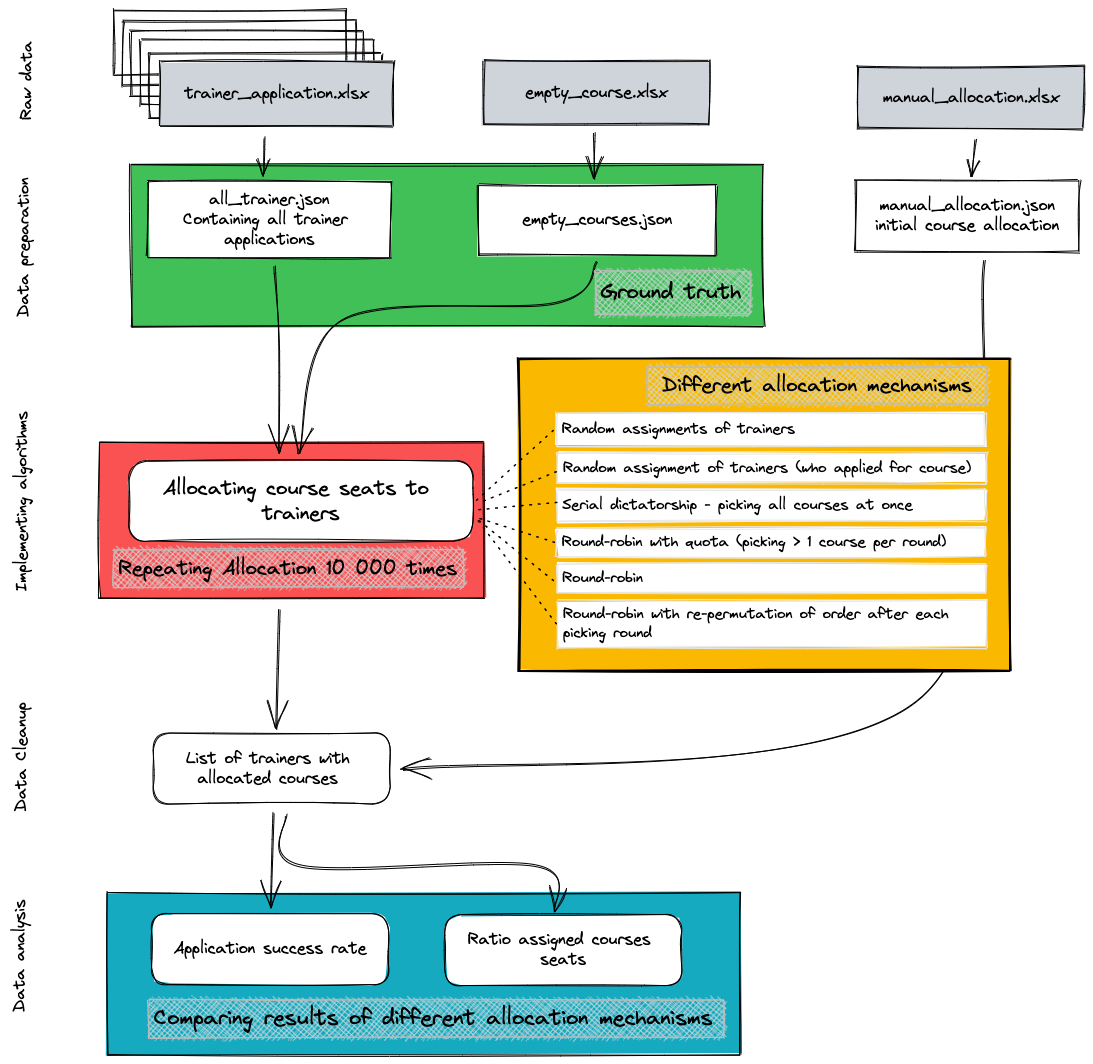 Raw data
trainer_application.xlsx
empty_course.xlsx
manual_allocation.xlsx
Data preparation
all_trainer.json
Containing all trainer
applications
empty_courses.json
manual_allocation.json
initial course allocation
Ground truth
Different allocation mechanisms
Implementing algorithms
Random assignments of trainers
Random assignment of trainers (who applied for course)
Serial dictatorship - picking all courses at once
Round-robin with quota (picking > 1 course per round)
Round-robin
Round-robin with re-permutation of order after each
picking round
Allocating course seats to
trainers
Repeating Allocation 10 000 times
Data Cleanup
List of trainers with
allocated courses
Data analysis
Application success rate
Ratio assigned courses
seats
Comparing results of different allocation mechanisms